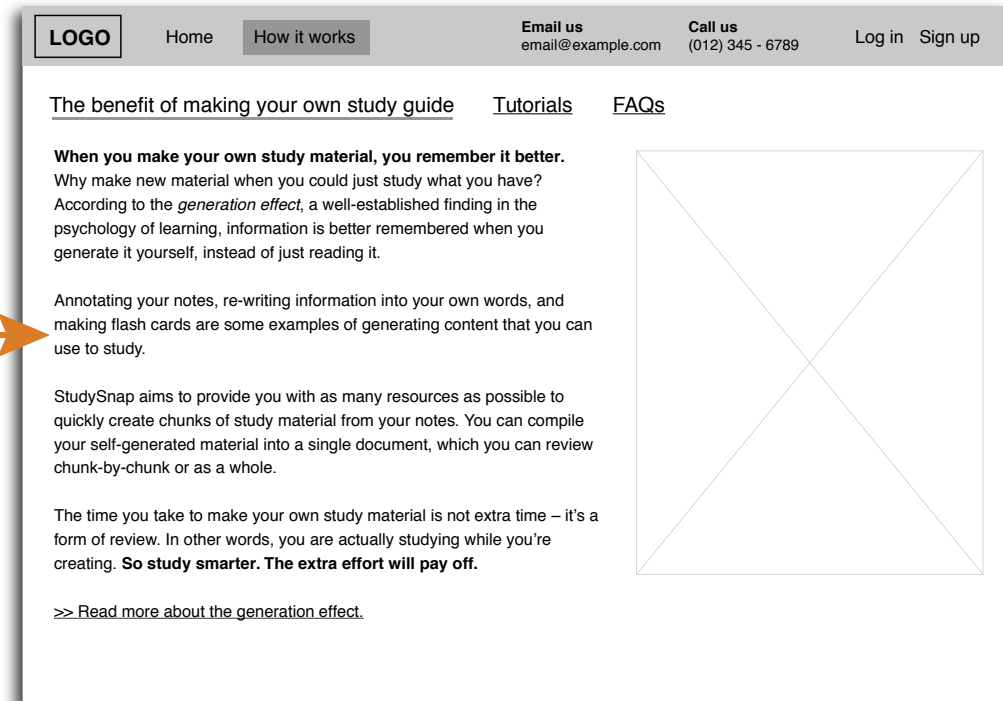 LOGO Home How it works Email us Call us Log in Sign up
email@example.com (012) 345 - 6789
The benefit of making your own study guide Tutorials FAQs
When you make your own study material, you remember it better.
Why make new material when you could just study what you have?
According to the generation effect, a well-established finding in the
psychology of learning, information is better remembered when you
generate it yourself, instead of just reading it.
Annotating your notes, re-writing information into your own words, and
making flash cards are some examples of generating content that you can
use to study.
StudySnap aims to provide you with as many resources as possible to
quickly create chunks of study material from your notes. You can compile
your self-generated material into a single document, which you can review
chunk-by-chunk or as a whole.
The time you take to make your own study material is not extra time – it's a
form of review. In other words, you are actually studying while you're
creating. So study smarter. The extra effort will pay off.
>> Read more about the generation effect.